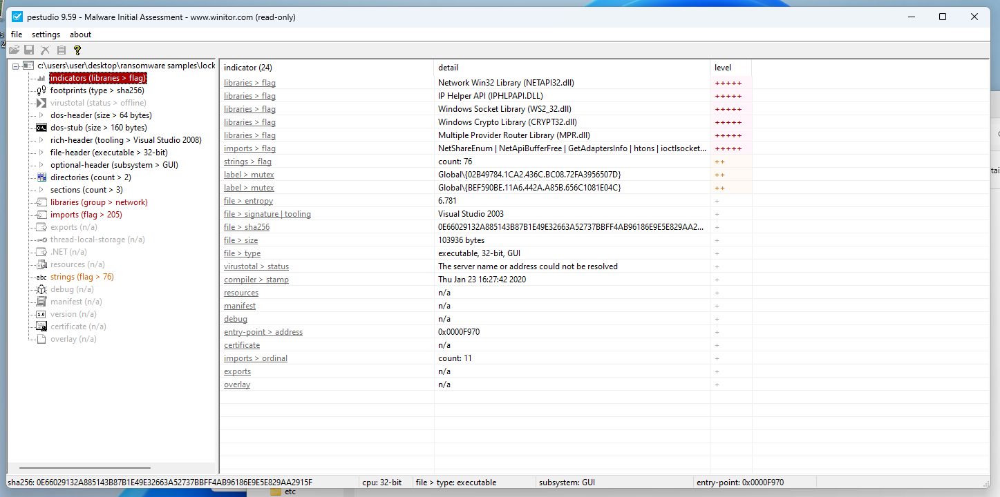 pestudio 9.59 - Malware Initial Assessment - www.winitor.com (read-only)
file settings about
c:\users\user\desktop\ransomware samples\lock
indicators (libraries > flag)
footprints (type > sha256)
virustotal (status > offline)
dos-header (size > 64 bytes)
dos-stub (size > 160 bytes)
rich-header (tooling > Visual Studio 2008)
file-header (executable > 32-bit)
optional-header (subsystem > GUI)
directories (count > 2)
sections (count > 3)
libraries (group > network)
imports (flag > 205)
exports (n/a)
thread-local-storage (n/a)
.NET (n/a)
resources (n/a)
abc strings (flag > 76)
debug (n/a)
manifest (n/a)
1.0 version (n/a)
certificate (n/a)
overlay (n/a)
indicator (24) detail level
libraries > flag Network Win32 Library (NETAPI32.dll) +++++
libraries > flag IP Helper API (IPHLPAPI.DLL) +++++
libraries > flag Windows Socket Library (WS2_32.dll) +++++
libraries > flag Windows Crypto Library (CRYPT32.dll) +++++
libraries > flag Multiple Provider Router Library (MPR.dll) +++++
imports > flag NetShareEnum | NetApiBufferFree | GetAdaptersInfo | htons | ioctlsocket... +++++
strings > flag count: 76 ++
label > mutex Global\{02B49784.1CA2.436C.BC08.72FA3956507D} ++
label > mutex Global\{BEF590BE.11A6.442A.A85B.656C1081E04C} ++
file > entropy 6.781 +
file > signature | tooling Visual Studio 2003 +
file > sha256 0E66029132A885143B87B1E49E32663A52737BBFF4AB96186E9E5E829AA2... +
file > size 103936 bytes +
file > type executable, 32-bit, GUI +
virustotal > status The server name or address could not be resolved +
compiler > stamp Thu Jan 23 16:27:42 2020 +
resources n/a +
manifest n/a +
debug n/a +
entry-point > address 0x0000F970 +
certificate n/a +
imports > ordinal count: 11 +
exports n/a +
overlay n/a +
sha256: 0E66029132A885143B87B1E49E32663A52737BBFF4AB96186E9E5E829AA2915F cpu: 32-bit file > type: executable subsystem: GUI entry-point: 0x0000F970
etc